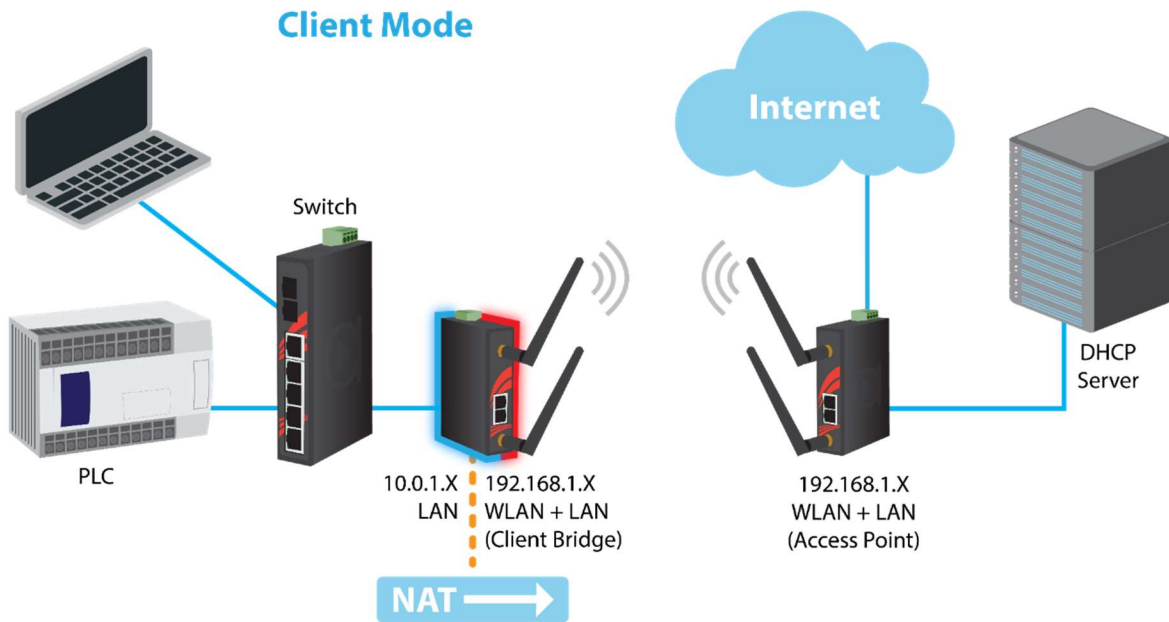 Client Mode
Internet
Switch
DHCP
Server
PLC
10.0.1.X
LAN
192.168.1.X
WLAN + LAN
(Client Bridge)
192.168.1.X
WLAN + LAN
(Access Point)
NAT